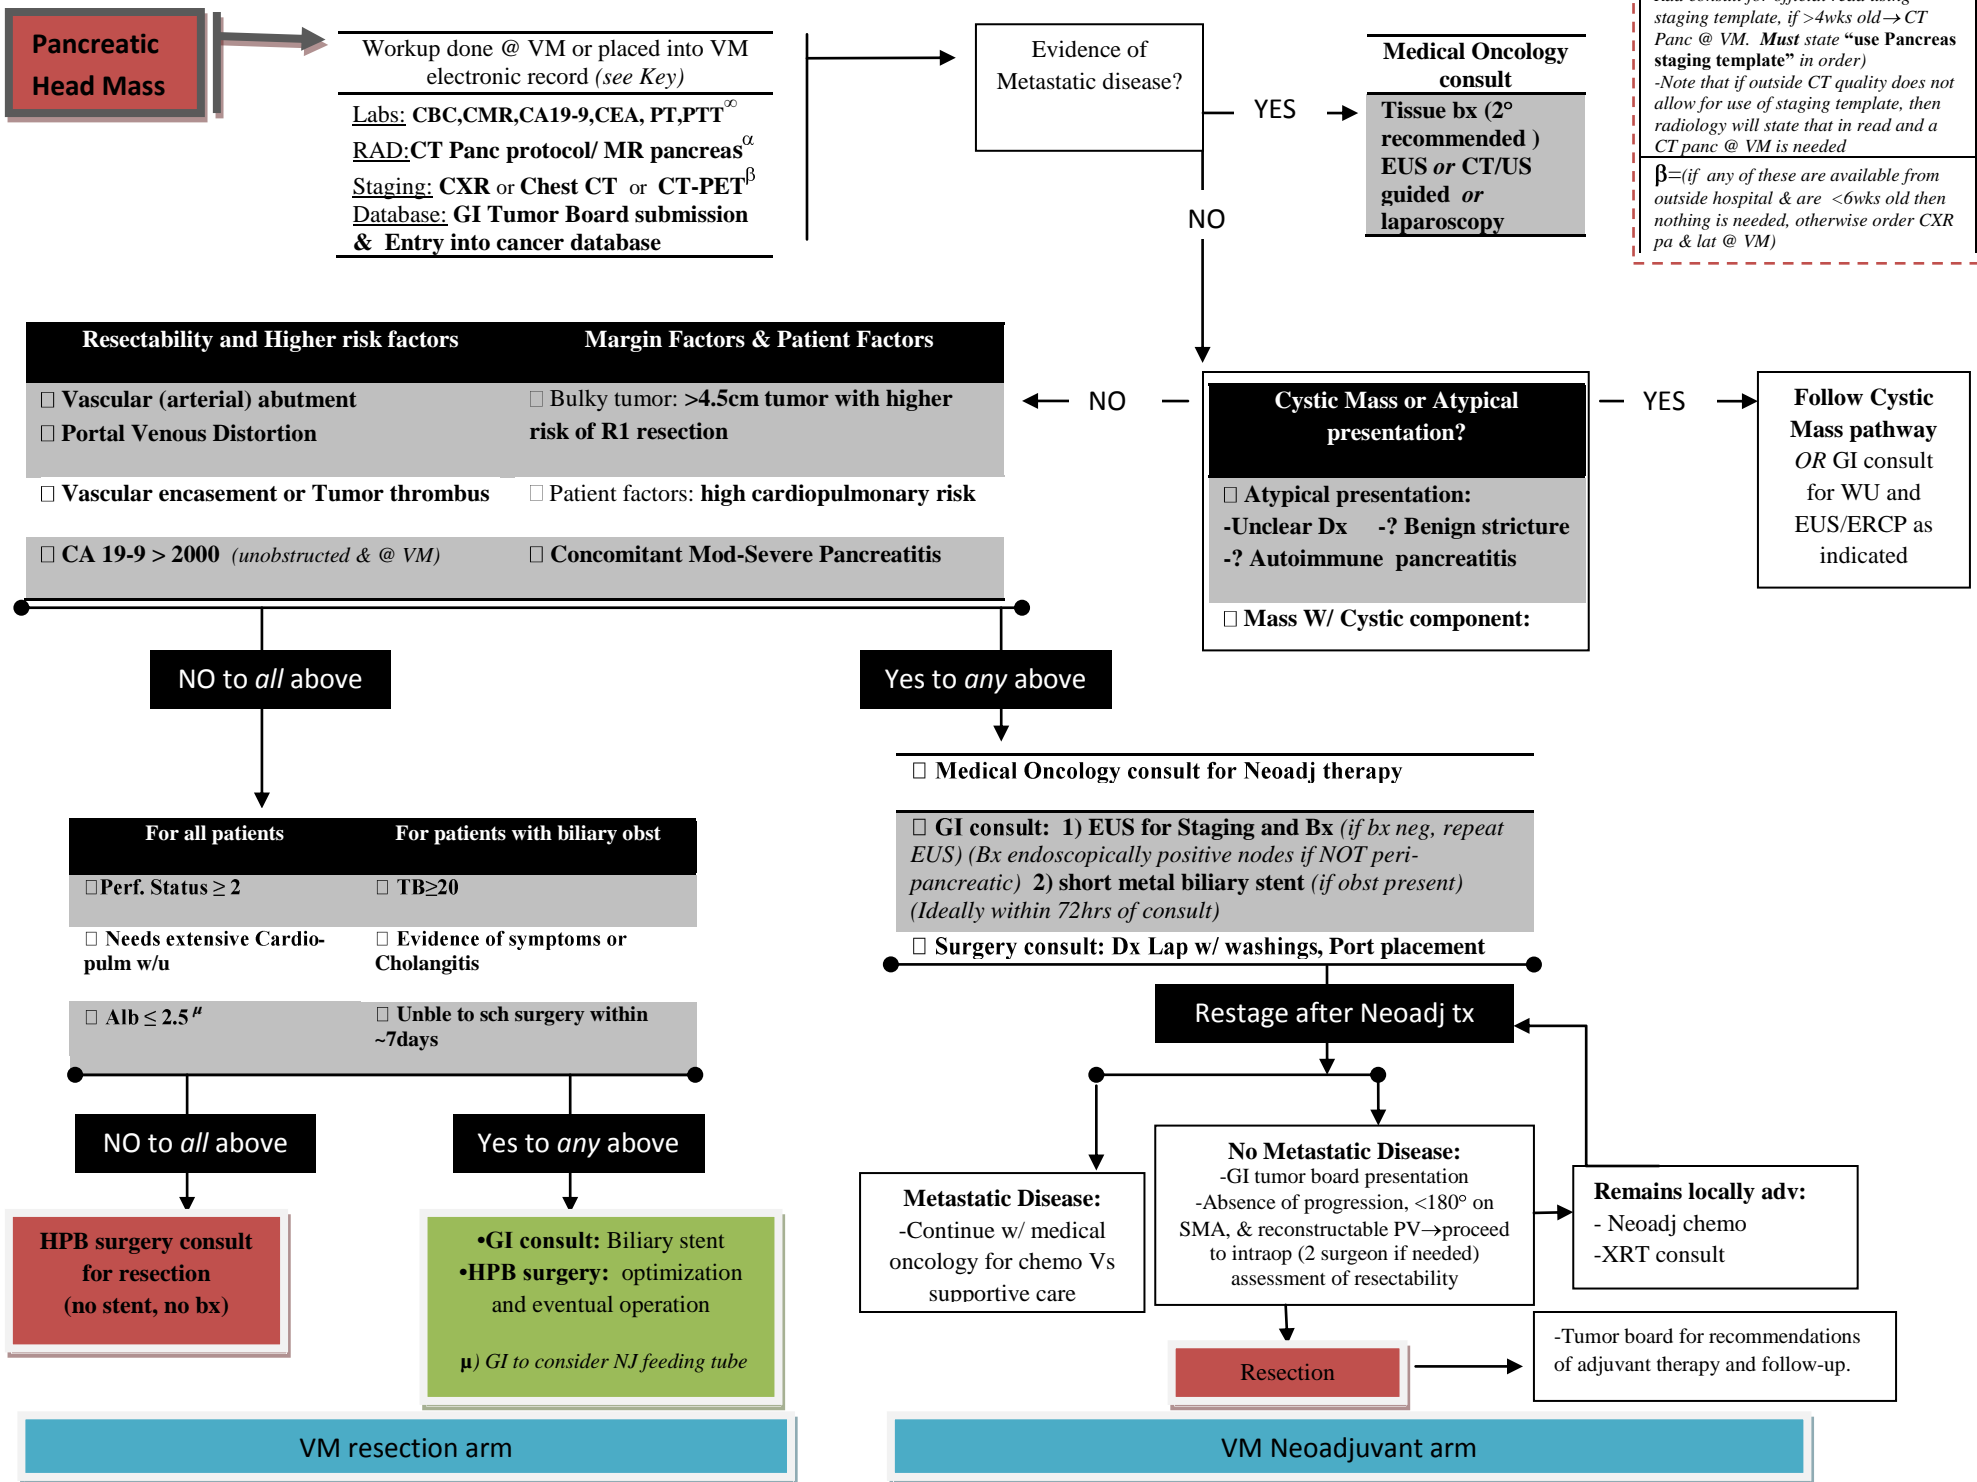 Pancreatic
Head Mass
Workup done @ VM or placed into VM
electronic record (see Key)
Labs: CBC,CMR,CA19-9,CEA, PT,PTT∞
RAD:CT Panc protocol/ MR pancreasα
Staging: CXR or Chest CT or CT-PETβ
Database: GI Tumor Board submission
& Entry into cancer database
Evidence of
Metastatic disease?
YES
NO
Medical Oncology
consult
Tissue bx (2°
recommended )
EUS or CT/US
guided or
laparoscopy
staging template, if >4wks old→ CT
Panc @ VM. Must state “use Pancreas
staging template” in order)
-Note that if outside CT quality does not
allow for use of staging template, then
radiology will state that in read and a
CT panc @ VM is needed
β=(if any of these are available from
outside hospital & are <6wks old then
nothing is needed, otherwise order CXR
pa & lat @ VM)
Resectability and Higher risk factors
Margin Factors & Patient Factors
□ Vascular (arterial) abutment
□ Portal Venous Distortion
□ Bulky tumor: >4.5cm tumor with higher
risk of R1 resection
□ Vascular encasement or Tumor thrombus
□ Patient factors: high cardiopulmonary risk
□ CA 19-9 > 2000 (unobstructed & @ VM)
□ Concomitant Mod-Severe Pancreatitis
NO
Cystic Mass or Atypical
presentation?
□ Atypical presentation:
-Unclear Dx -? Benign stricture
-? Autoimmune pancreatitis
□ Mass W/ Cystic component:
YES
Follow Cystic
Mass pathway
OR GI consult
for WU and
EUS/ERCP as
indicated
NO to all above
Yes to any above
For all patients
For patients with biliary obst
□Perf. Status ≥ 2
□ TB≥20
□ Needs extensive Cardio-
pulm w/u
□ Evidence of symptoms or
Cholangitis
□ Alb ≤ 2.5 μ
□ Unble to sch surgery within
~7days
NO to all above
Yes to any above
HPB surgery consult
for resection
(no stent, no bx)
•GI consult: Biliary stent
•HPB surgery: optimization
and eventual operation
μ) GI to consider NJ feeding tube
VM resection arm
□ Medical Oncology consult for Neoadj therapy
□ GI consult: 1) EUS for Staging and Bx (if bx neg, repeat
EUS) (Bx endoscopically positive nodes if NOT peri-
pancreatic) 2) short metal biliary stent (if obst present)
(Ideally within 72hrs of consult)
□ Surgery consult: Dx Lap w/ washings, Port placement
Restage after Neoadj tx
Metastatic Disease:
-Continue w/ medical
oncology for chemo Vs
supportive care
No Metastatic Disease:
-GI tumor board presentation
-Absence of progression, <180° on
SMA, & reconstructable PV→proceed
to intraop (2 surgeon if needed)
assessment of resectability
Remains locally adv:
- Neoadj chemo
-XRT consult
Resection
-Tumor board for recommendations
of adjuvant therapy and follow-up.
VM Neoadjuvant arm